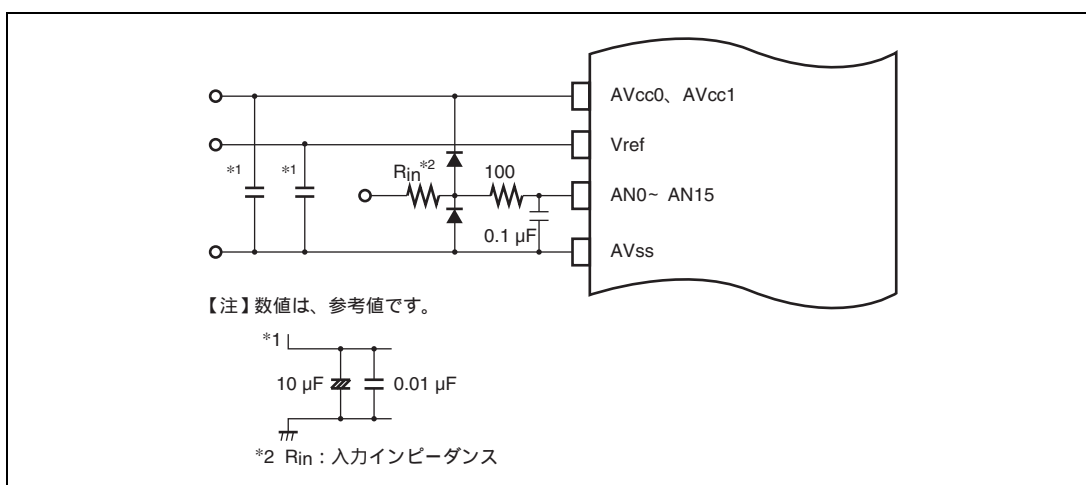 AVcc0、AVcc1
Vref
*1
*1
Rin*2
100
AN0~ AN15
0.1 µF
AVss
【注】数値は、参考値です。
*1
10 µF
0.01 µF
*2 Rin：入力インピーダンス